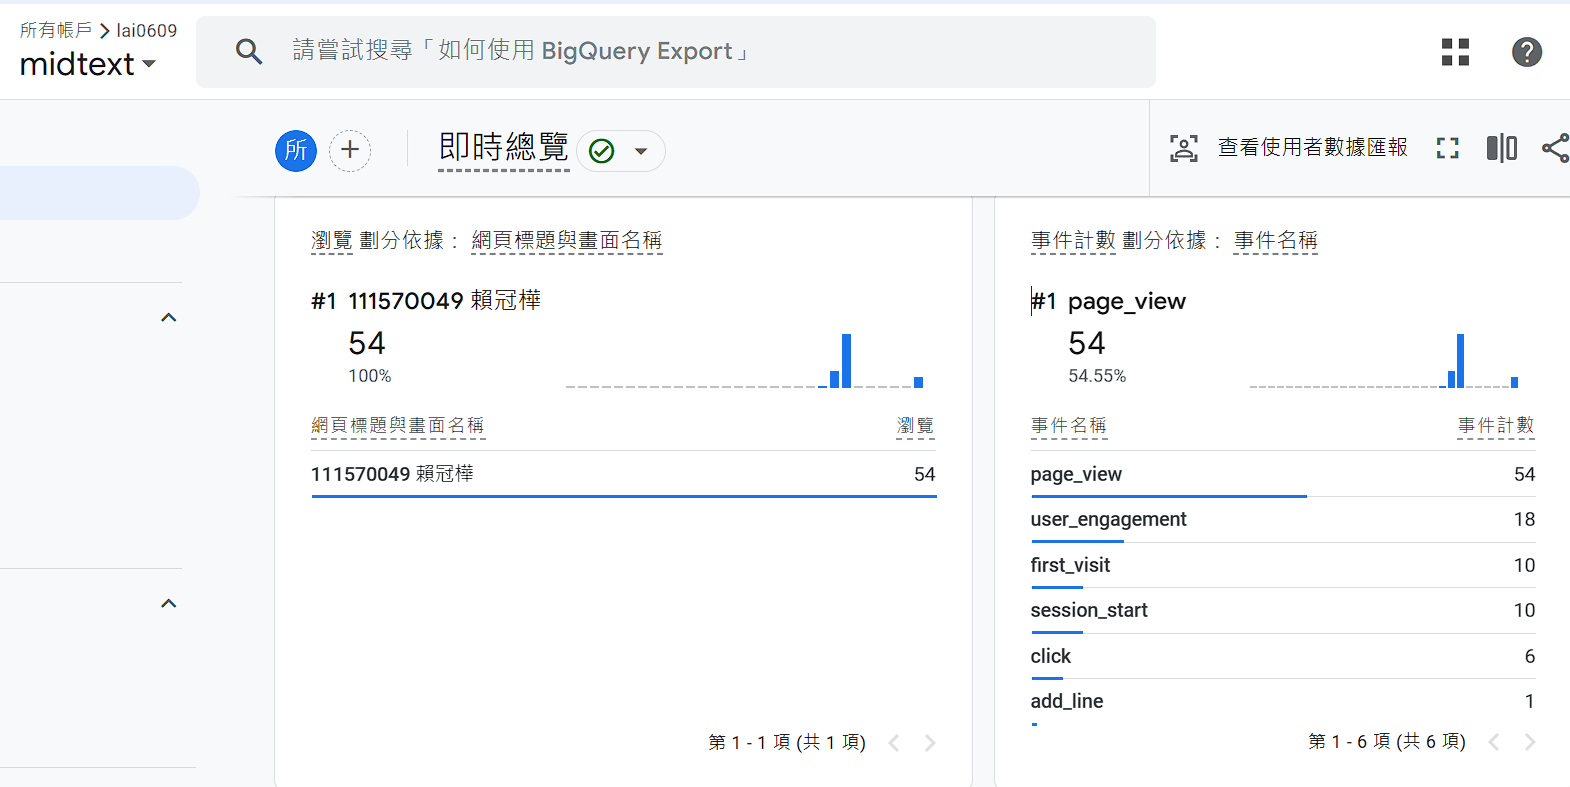 所有帳戶 > lai0609
midtext
請嘗試搜尋「如何使用 BigQuery Export」
所
即時總覽
查看使用者數據匯報
瀏覽 劃分依據： 網頁標題與畫面名稱
#1 111570049 賴冠樺
54
100%
網頁標題與畫面名稱 瀏覽
111570049 賴冠樺 54
第 1 - 1 項 (共 1 項)
事件計數 劃分依據： 事件名稱
#1 page_view
54
54.55%
事件名稱 事件計數
page_view 54
user_engagement 18
first_visit 10
session_start 10
click 6
add_line 1
第 1 - 6 項 (共 6 項)